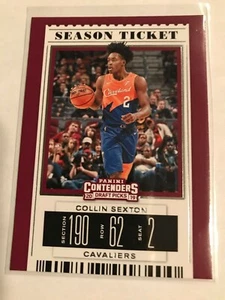 SEASON TICKET
Cleveland
2
PANINI
CONTENDERS
DRAFT PICKS
COLLIN SEXTON
SECTION 190 ROW 62 SEAT 2
CAVALIERS